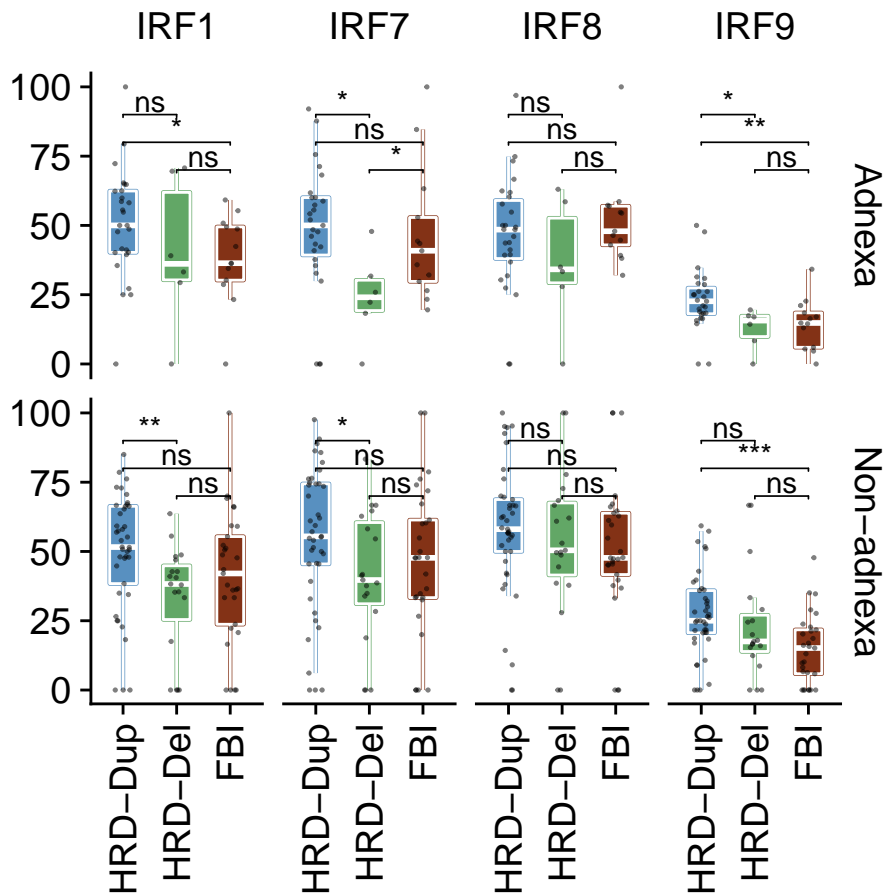 IRF1 IRF7 IRF8 IRF9
100
75
50
25
0
ns
*
ns
*
ns
*
ns
ns
ns
*
**
ns
Adnexa
100
75
50
25
0
**
ns
ns
*
ns
ns
ns
ns
ns
ns
***
ns
Non−adnexa
HRD−Dup
HRD−Del
FBI
HRD−Dup
HRD−Del
FBI
HRD−Dup
HRD−Del
FBI
HRD−Dup
HRD−Del
FBI